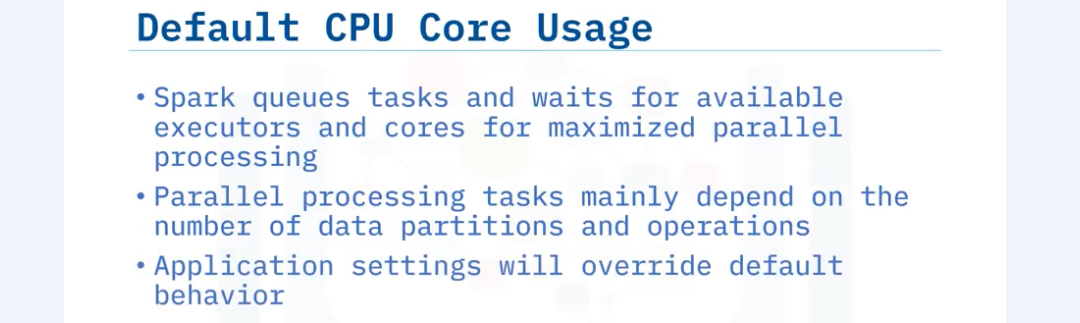 Default CPU Core Usage
• Spark queues tasks and waits for available
executors and cores for maximized parallel
processing
• Parallel processing tasks mainly depend on the
number of data partitions and operations
• Application settings will override default
behavior